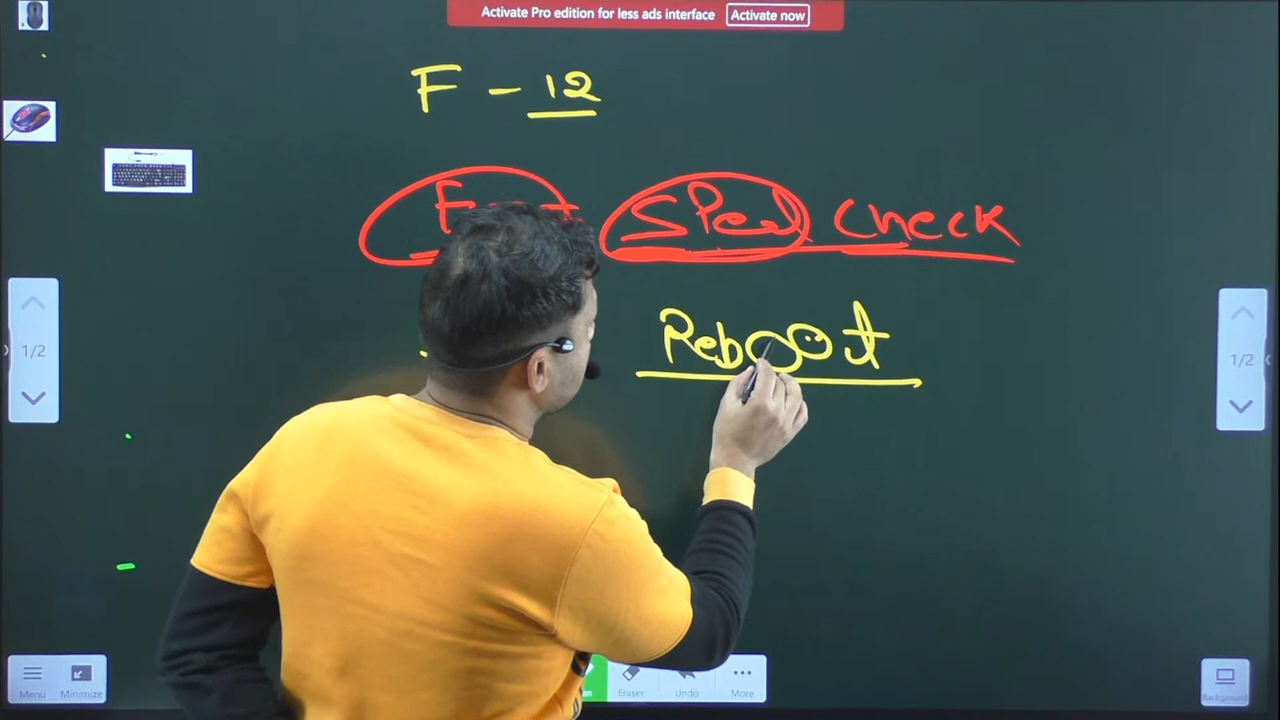 Activate Pro edition for less ads interface Activate now
F - 12
SPeed check
Reboot
1/2
1/2
Menu Minimize
Eraser Undo More
Background